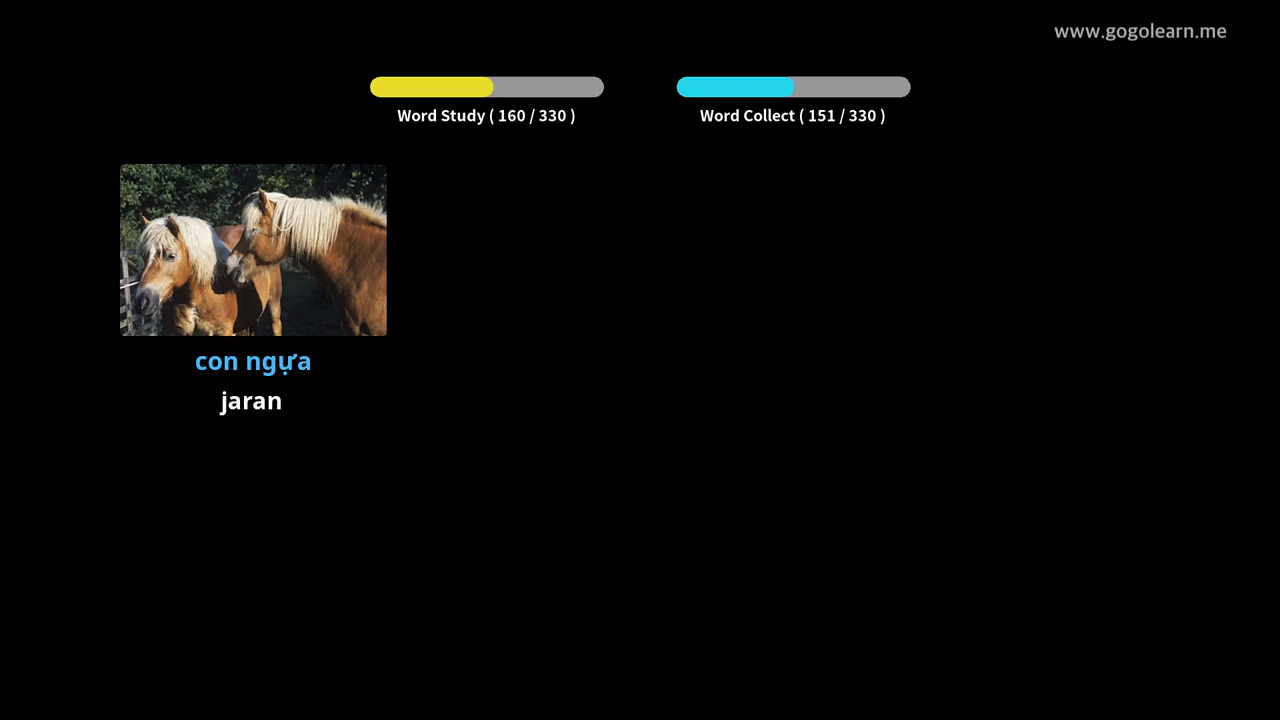 www.gogolearn.me
Word Study ( 160 / 330 )
Word Collect ( 151 / 330 )
con ngựa
jaran